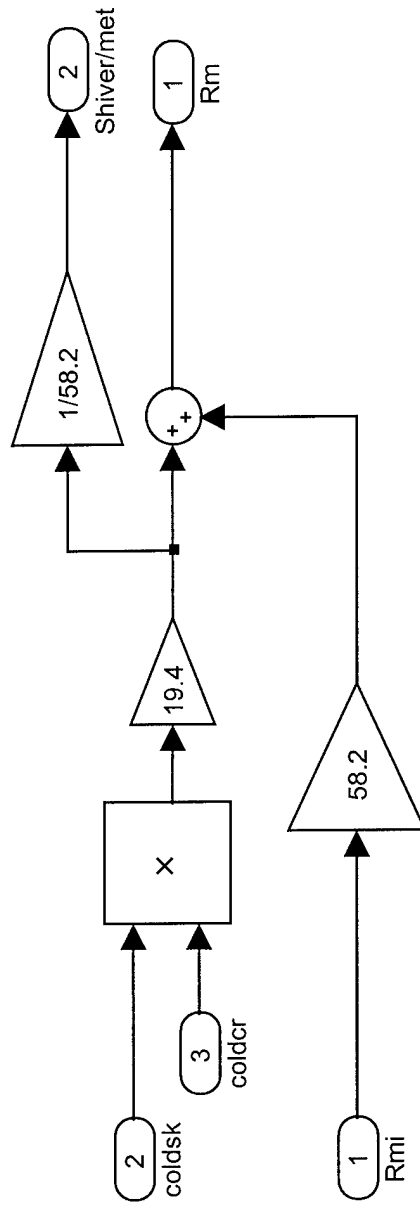 2
Shiver/met
1
Rm
1/58.2
+
+
19.4
58.2
×
2
coldsk
3
coldcr
1
Rmi